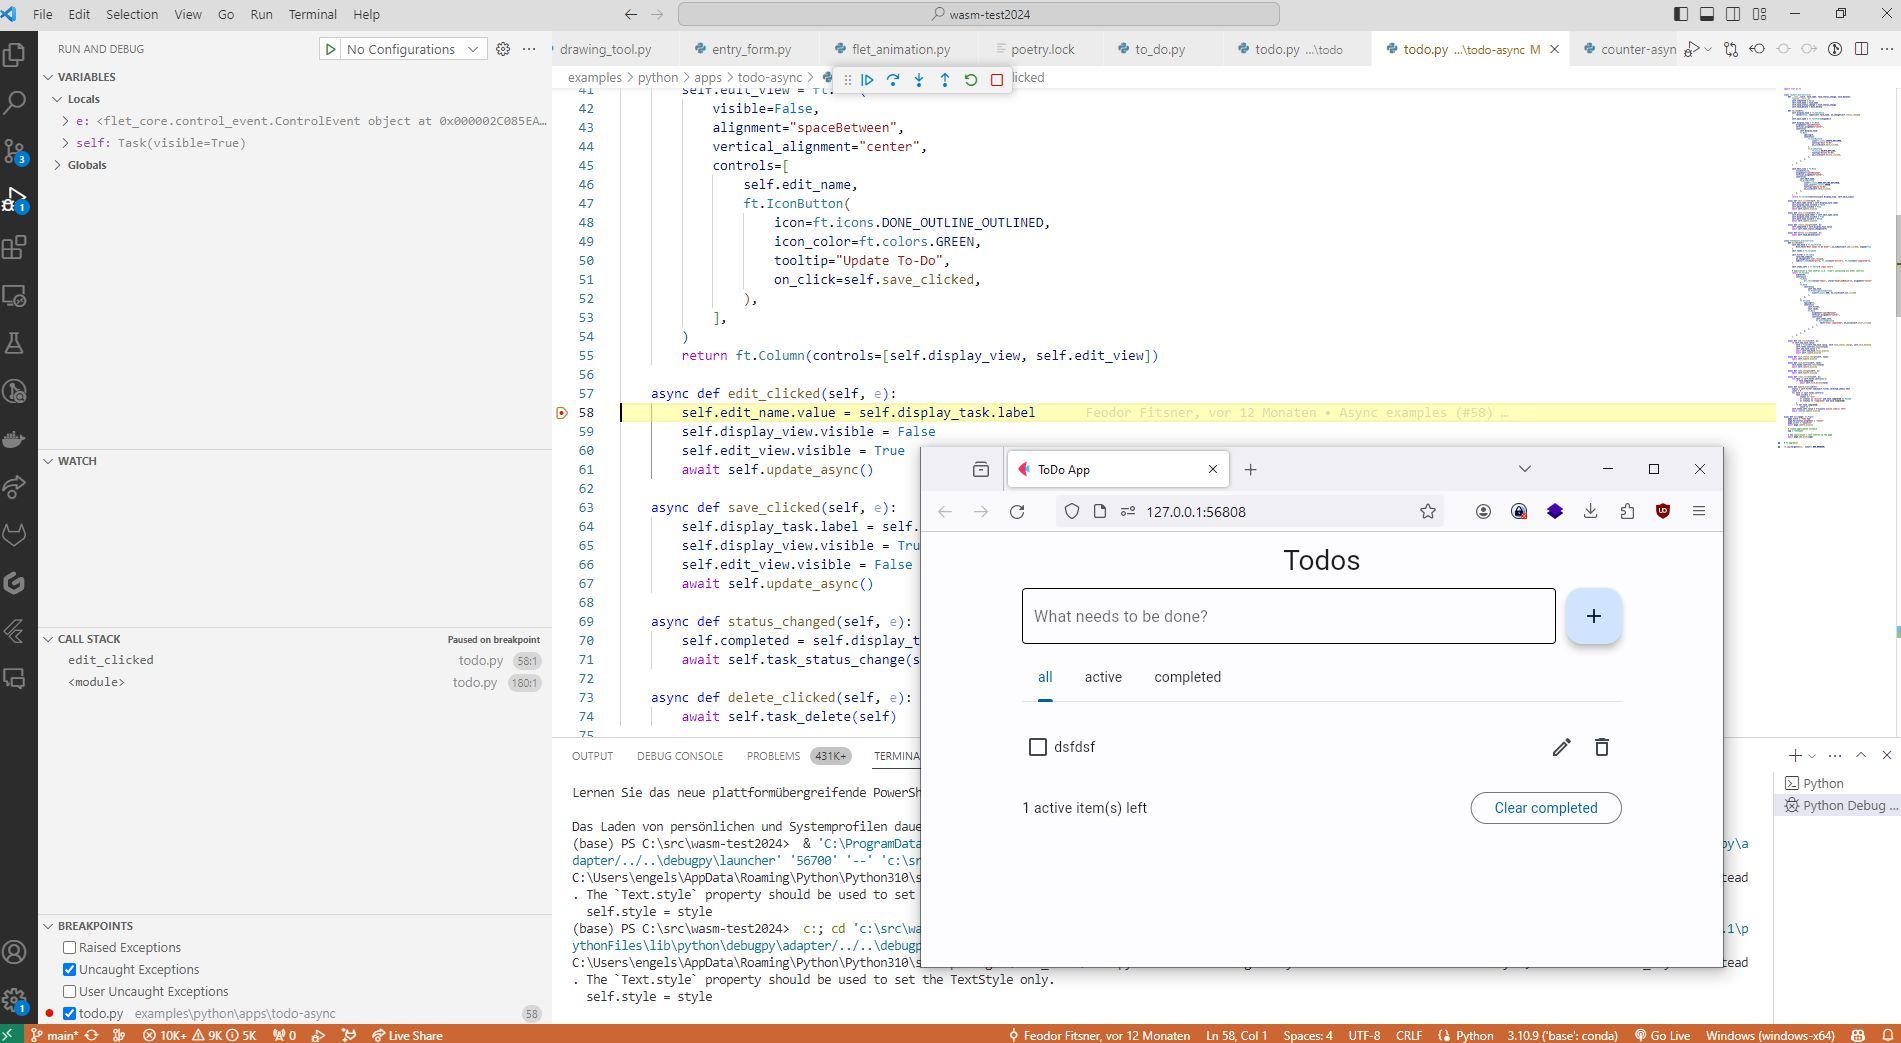 File Edit Selection View Go Run Terminal Help
wasm-test2024
RUN AND DEBUG
No Configurations
drawing_tool.py
entry_form.py
flet_animation.py
poetry.lock
to_do.py
todo.py ...\todo
todo.py ...\todo-async M
counter-asyn
VARIABLES
Locals
e: <flet_core.control_event.ControlEvent object at 0x000002C085EA...
self: Task(visible=True)
Globals
WATCH
CALL STACK
Paused on breakpoint
edit_clicked todo.py 58:1
<module> todo.py 180:1
BREAKPOINTS
Raised Exceptions
Uncaught Exceptions
User Uncaught Exceptions
todo.py examples\python\apps\todo-async 58
examples > python > apps > todo-async >
licked
42 visible=False,
43 alignment="spaceBetween",
44 vertical_alignment="center",
45 controls=[
46 self.edit_name,
47 ft.IconButton(
48 icon=ft.icons.DONE_OUTLINE_OUTLINED,
49 icon_color=ft.colors.GREEN,
50 tooltip="Update To-Do",
51 on_click=self.save_clicked,
52 ),
53 ],
54 )
55 return ft.Column(controls=[self.display_view, self.edit_view])
56
57 async def edit_clicked(self, e):
58 self.edit_name.value = self.display_task.label Feodor Fitsner, vor 12 Monaten • Async examples (#58) …
59 self.display_view.visible = False
60 self.edit_view.visible = True
61 await self.update_async()
62
63 async def save_clicked(self, e):
64 self.display_task.label = self.
65 self.display_view.visible = Tru
66 self.edit_view.visible = False
67 await self.update_async()
68
69 async def status_changed(self, e):
70 self.completed = self.display_t
71 await self.task_status_change(s
72
73 async def delete_clicked(self, e):
74 await self.task_delete(self)
75
OUTPUT DEBUG CONSOLE PROBLEMS 431K+ TERMINA
Lernen Sie das neue plattformübergreifende PowerSh
Das Laden von persönlichen und Systemprofilen daue
(base) PS C:\src\wasm-test2024> & 'C:\ProgramData
py\a
dapter/../..\debugpy\launcher' '56700' '--' 'c:\sr
C:\Users\engels\AppData\Roaming\Python\Python310\s
tead
. The `Text.style` property should be used to set
self.style = style
(base) PS C:\src\wasm-test2024> c:; cd 'c:\src\wa
.1\p
ythonFiles\lib\python\debugpy\adapter/../..\debugp
C:\Users\engels\AppData\Roaming\Python\Python310\s
tead
. The `Text.style` property should be used to set the TextStyle only.
self.style = style
Python
Python Debug ...
ToDo App
127.0.0.1:56808
Todos
What needs to be done?
+
all active completed
dsfdsf
1 active item(s) left
Clear completed
3
1
1
main* 10K+ 9K 5K 0 Live Share
Feodor Fitsner, vor 12 Monaten Ln 58, Col 1 Spaces: 4 UTF-8 CRLF Python 3.10.9 ('base': conda) Go Live Windows (windows-x64)